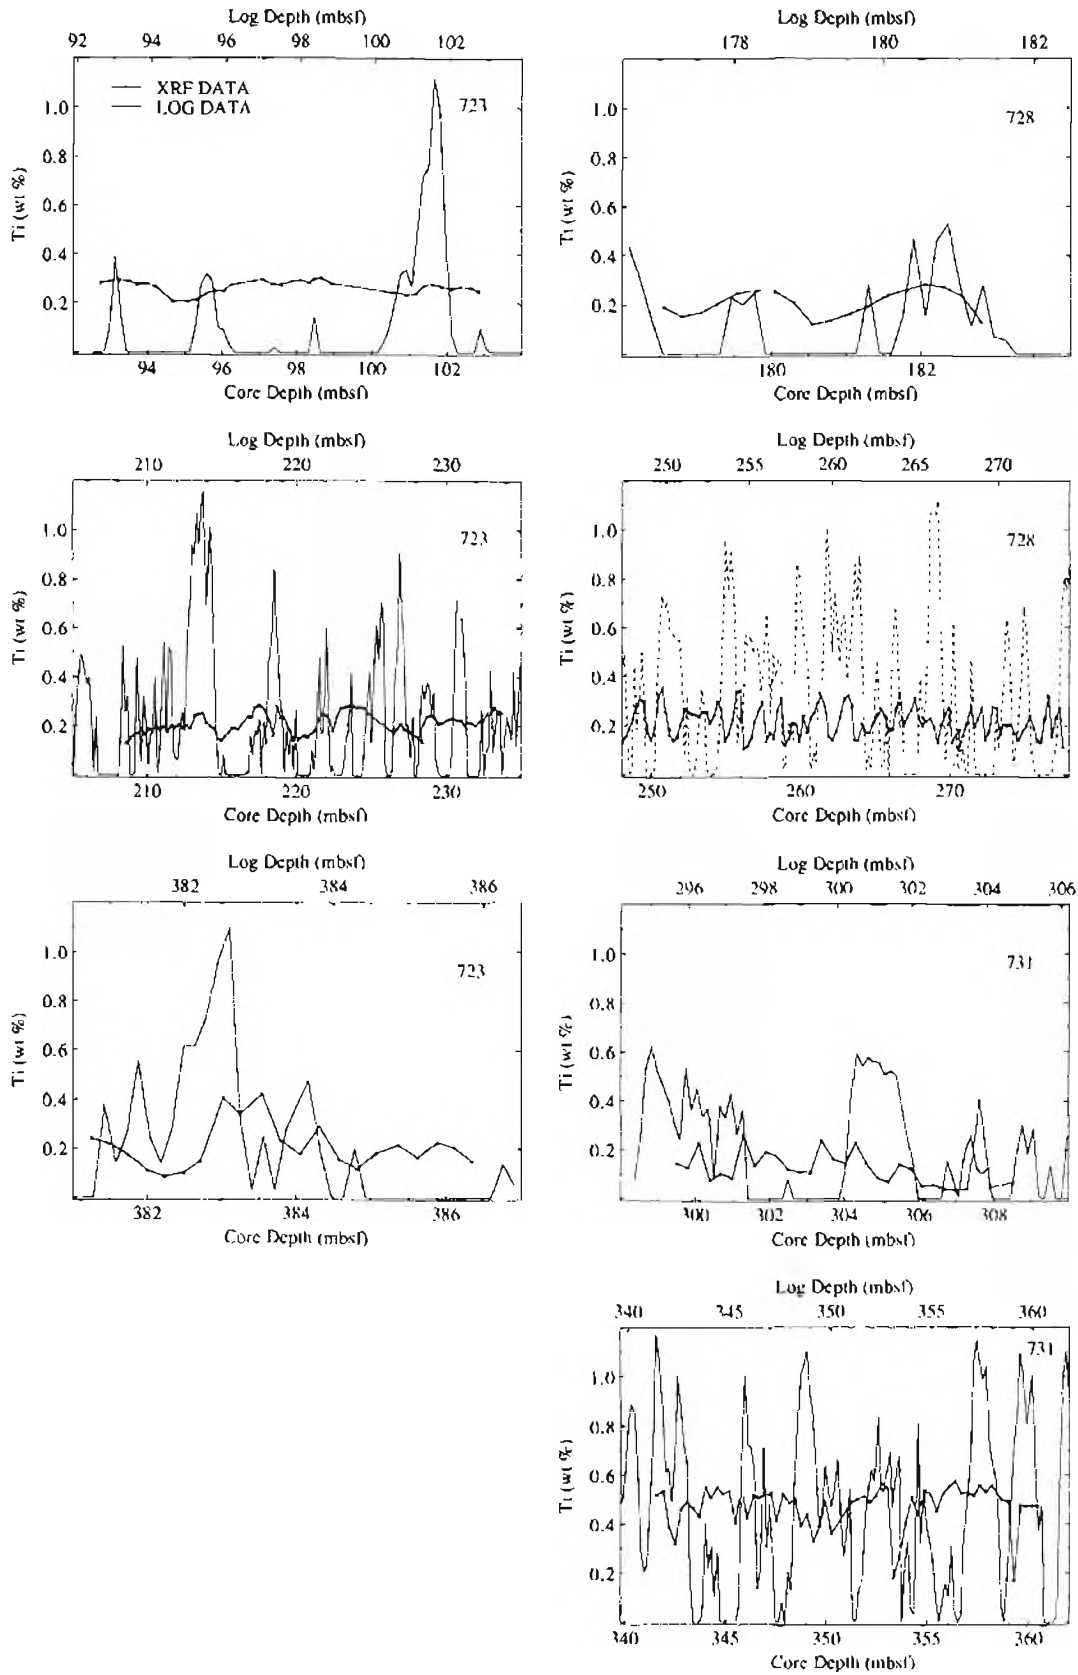 Log Depth (mbsf)
92 94 96 98 100 102
XRF DATA
LOG DATA
723
1.0
0.8
0.6
0.4
0.2
Ti (wt %)
94 96 98 100 102
Core Depth (mbsf)
Log Depth (mbsf)
178 180 182
728
1.0
0.8
0.6
0.4
0.2
Ti (wt %)
180 182
Core Depth (mbsf)
Log Depth (mbsf)
210 220 230
723
1.0
0.8
0.6
0.4
0.2
Ti (wt %)
210 220 230
Core Depth (mbsf)
Log Depth (mbsf)
250 255 260 265 270
728
1.0
0.8
0.6
0.4
0.2
Ti (wt %)
250 260 270
Core Depth (mbsf)
Log Depth (mbsf)
382 384 386
723
1.0
0.8
0.6
0.4
0.2
Ti (wt %)
382 384 386
Core Depth (mbsf)
Log Depth (mbsf)
296 298 300 302 304 306
731
1.0
0.8
0.6
0.4
0.2
Ti (wt %)
300 302 304 306 308
Core Depth (mbsf)
Log Depth (mbsf)
340 345 350 355 360
731
1.0
0.8
0.6
0.4
0.2
Ti (wt %)
340 345 350 355 360
Core Depth (mbsf)